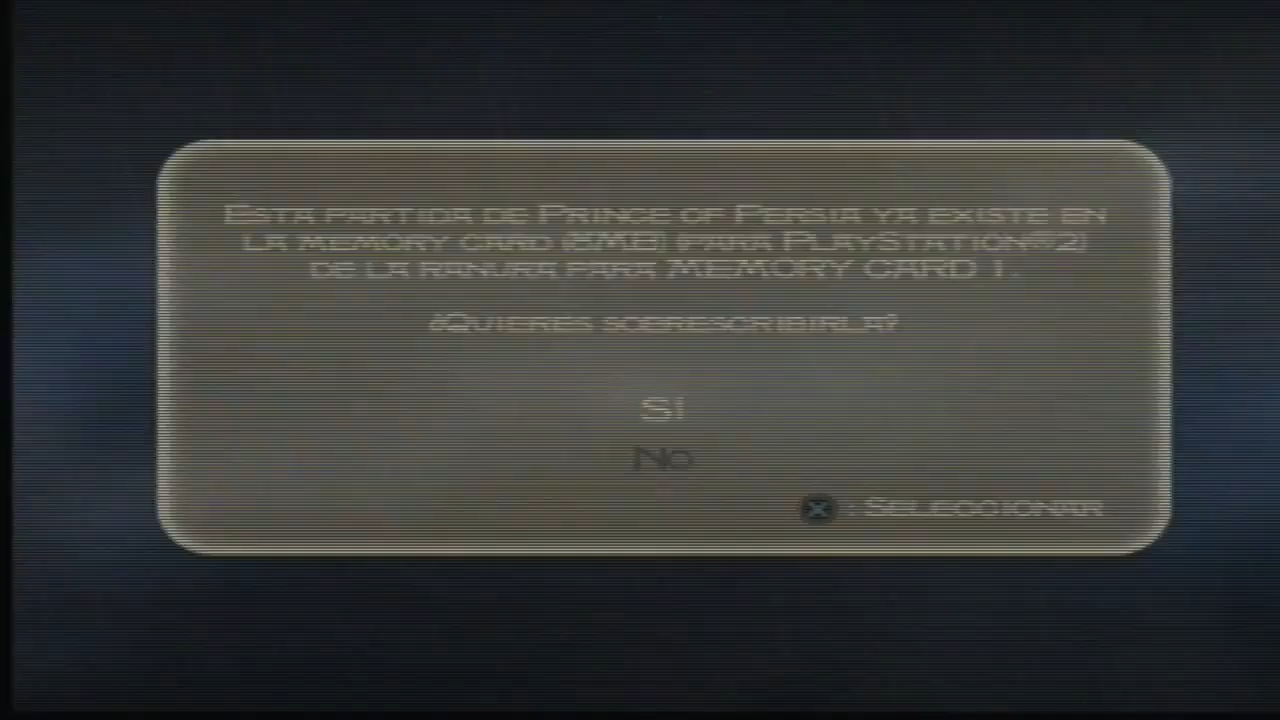 Esta partida de Prince of Persia ya existe en
la memory card (8MB) (para PlayStation®2)
de la ranura para MEMORY CARD 1.
¿Quieres sobrescribirla?
Sí
No
: Seleccionar